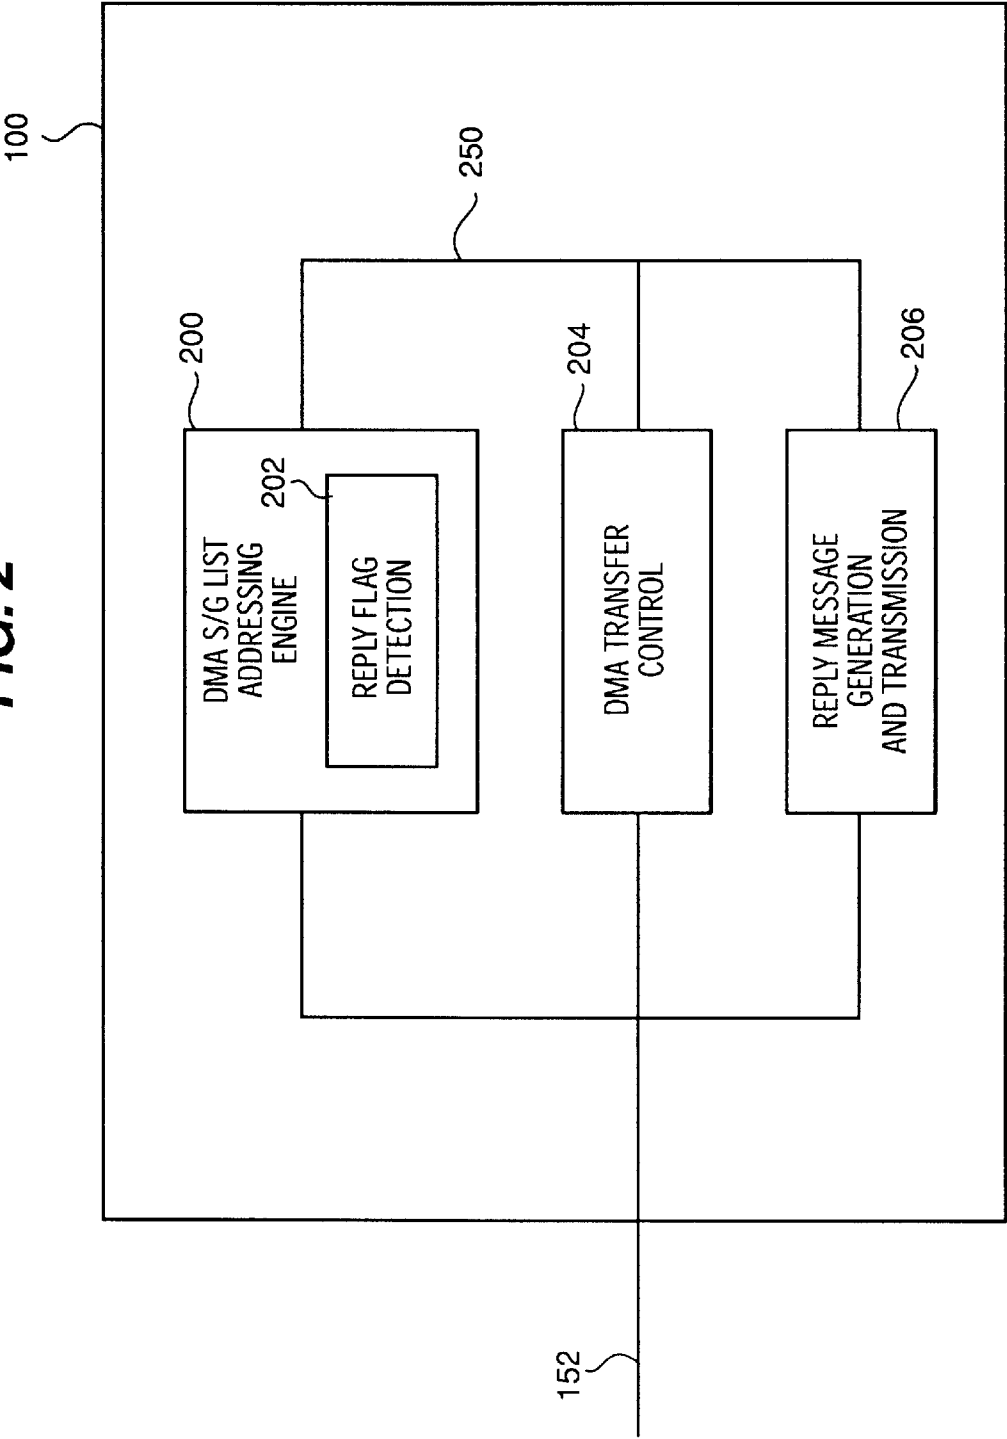 FIG. 2
100
200
DMA S/G LIST
ADDRESSING
ENGINE
202
REPLY FLAG
DETECTION
250
152
204
DMA TRANSFER
CONTROL
206
REPLY MESSAGE
GENERATION
AND TRANSMISSION